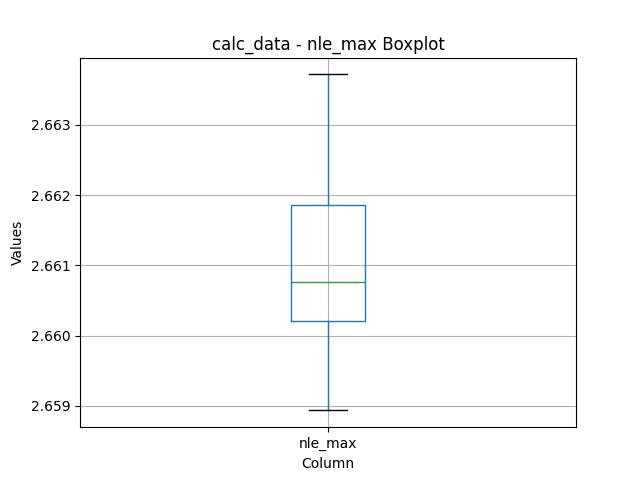 calc_data - nle_max Boxplot
2.663
2.662
2.661
2.660
2.659
Values
nle_max
Column